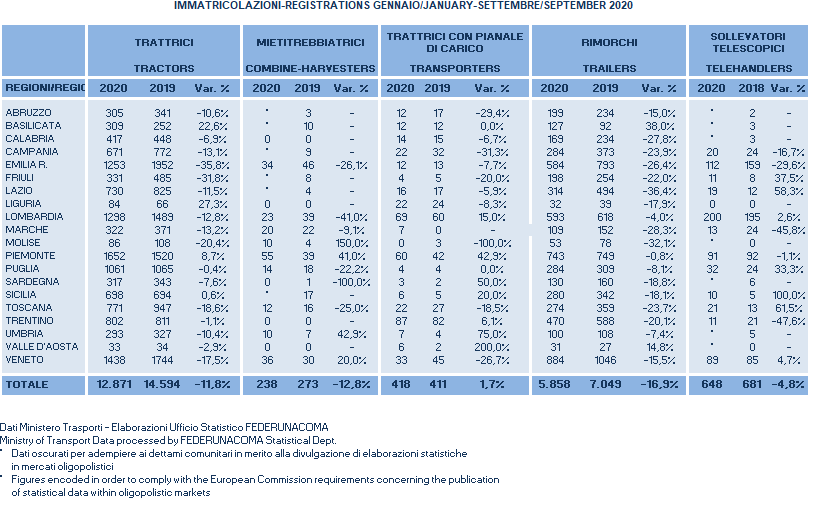 IMMATRICOLAZIONI-REGISTRATIONS GENNAIO/JANUARY-SETTEMBRE/SEPTEMBER 2020
TRATTRICI MIETITREBBIATRICI TRATTRICI CON PIANALE DI CARICO RIMORCHI SOLLEVATORI TELESCOPICI
TRACTORS COMBINE-HARVESTERS TRANSPORTERS TRAILERS TELEHANDLERS
REGIONI/REGIC 2020 2019 Var. % 2020 2019 Var. % 2020 2019 Var. % 2020 2019 Var. % 2020 2018 Var. %
ABRUZZO 305 341 -10,6% * 3 - 12 17 -29,4% 199 234 -15,0% * 2 -
BASILICATA 309 252 22,6% * 10 - 12 12 0,0% 127 92 38,0% * 3 -
CALABRIA 417 448 -6,9% 0 0 - 14 15 -6,7% 169 234 -27,8% * 3 -
CAMPANIA 671 772 -13,1% * 9 - 22 32 -31,3% 284 373 -23,9% 20 24 -16,7%
EMILIA R. 1253 1952 -35,8% 34 46 -26,1% 12 13 -7,7% 584 793 -26,4% 112 159 -29,6%
FRIULI 331 485 -31,8% * 8 - 4 5 -20,0% 198 254 -22,0% 11 8 37,5%
LAZIO 730 825 -11,5% * 4 - 16 17 -5,9% 314 494 -36,4% 19 12 58,3%
LIGURIA 84 66 27,3% 0 0 - 22 24 -8,3% 32 39 -17,9% 0 0 -
LOMBARDIA 1298 1489 -12,8% 23 39 -41,0% 69 60 15,0% 593 618 -4,0% 200 195 2,6%
MARCHE 322 371 -13,2% 20 22 -9,1% 7 0 - 109 152 -28,3% 13 24 -45,8%
MOLISE 86 108 -20,4% 10 4 150,0% 0 3 -100,0% 53 78 -32,1% * 0 -
PIEMONTE 1652 1520 8,7% 55 39 41,0% 60 42 42,9% 743 749 -0,8% 91 92 -1,1%
PUGLIA 1061 1065 -0,4% 14 18 -22,2% 4 4 0,0% 284 309 -8,1% 32 24 33,3%
SARDEGNA 317 343 -7,6% 0 1 -100,0% 3 2 50,0% 130 160 -18,8% * 6 -
SICILIA 698 694 0,6% * 17 - 6 5 20,0% 280 342 -18,1% 10 5 100,0%
TOSCANA 771 947 -18,6% 12 16 -25,0% 22 27 -18,5% 274 359 -23,7% 21 13 61,5%
TRENTINO 802 811 -1,1% 0 0 - 87 82 6,1% 470 588 -20,1% 11 21 -47,6%
UMBRIA 293 327 -10,4% 10 7 42,9% 7 4 75,0% 100 108 -7,4% * 5 -
VALLE D'AOSTA 33 34 -2,9% 0 0 - 6 2 200,0% 31 27 14,8% * 0 -
VENETO 1438 1744 -17,5% 36 30 20,0% 33 45 -26,7% 884 1046 -15,5% 89 85 4,7%
TOTALE 12.871 14.594 -11,8% 238 273 -12,8% 418 411 1,7% 5.858 7.049 -16,9% 648 681 -4,8%
Dati Ministero Trasporti - Elaborazioni Ufficio Statistico FEDERUNACOMA
Ministry of Transport Data processed by FEDERUNACOMA Statistical Dept.
* Dati oscurati per adempiere ai dettami comunitari in merito alla divulgazione di elaborazioni statistiche
in mercati oligopolistici
* Figures encoded in order to comply with the European Commission requirements concerning the publication
of statistical data within oligopolistic markets